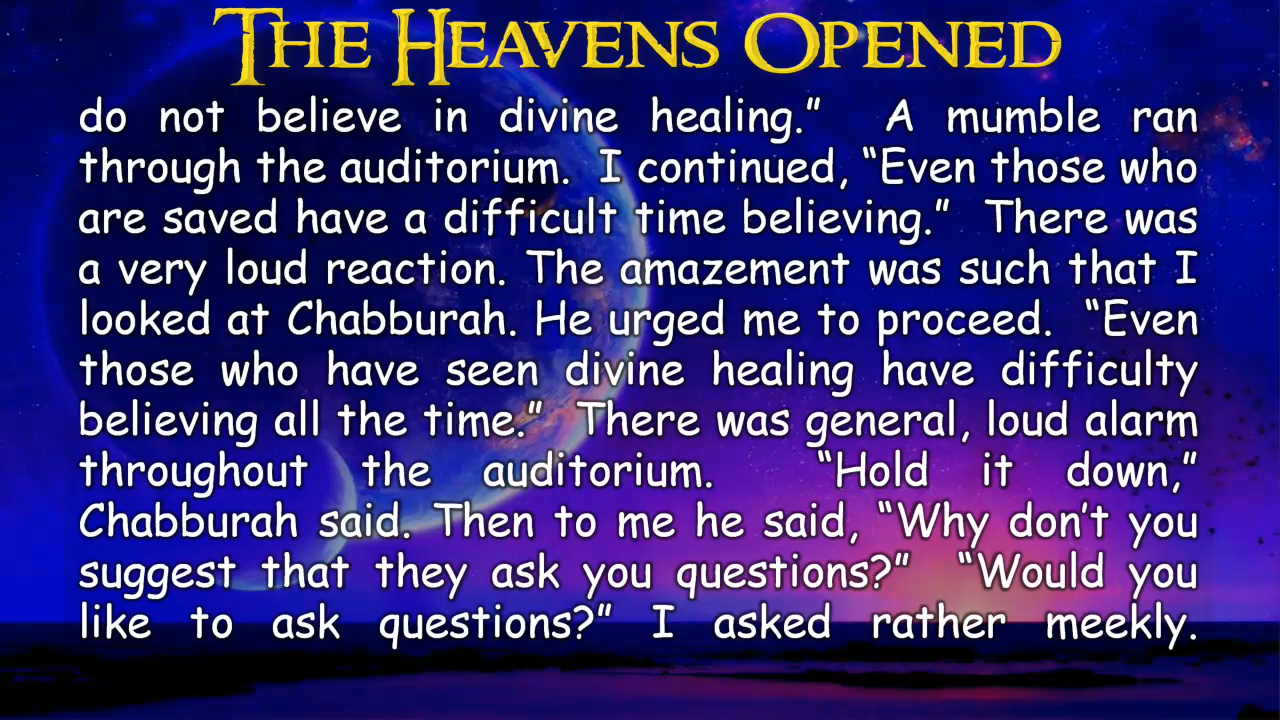 THE HEAVENS OPENED
do not believe in divine healing.” A mumble ran
through the auditorium. I continued, “Even those who
are saved have a difficult time believing.” There was
a very loud reaction. The amazement was such that I
looked at Chabburah. He urged me to proceed. “Even
those who have seen divine healing have difficulty
believing all the time.” There was general, loud alarm
throughout the auditorium. “Hold it down,”
Chabburah said. Then to me he said, “Why don’t you
suggest that they ask you questions?” “Would you
like to ask questions?” I asked rather meekly.